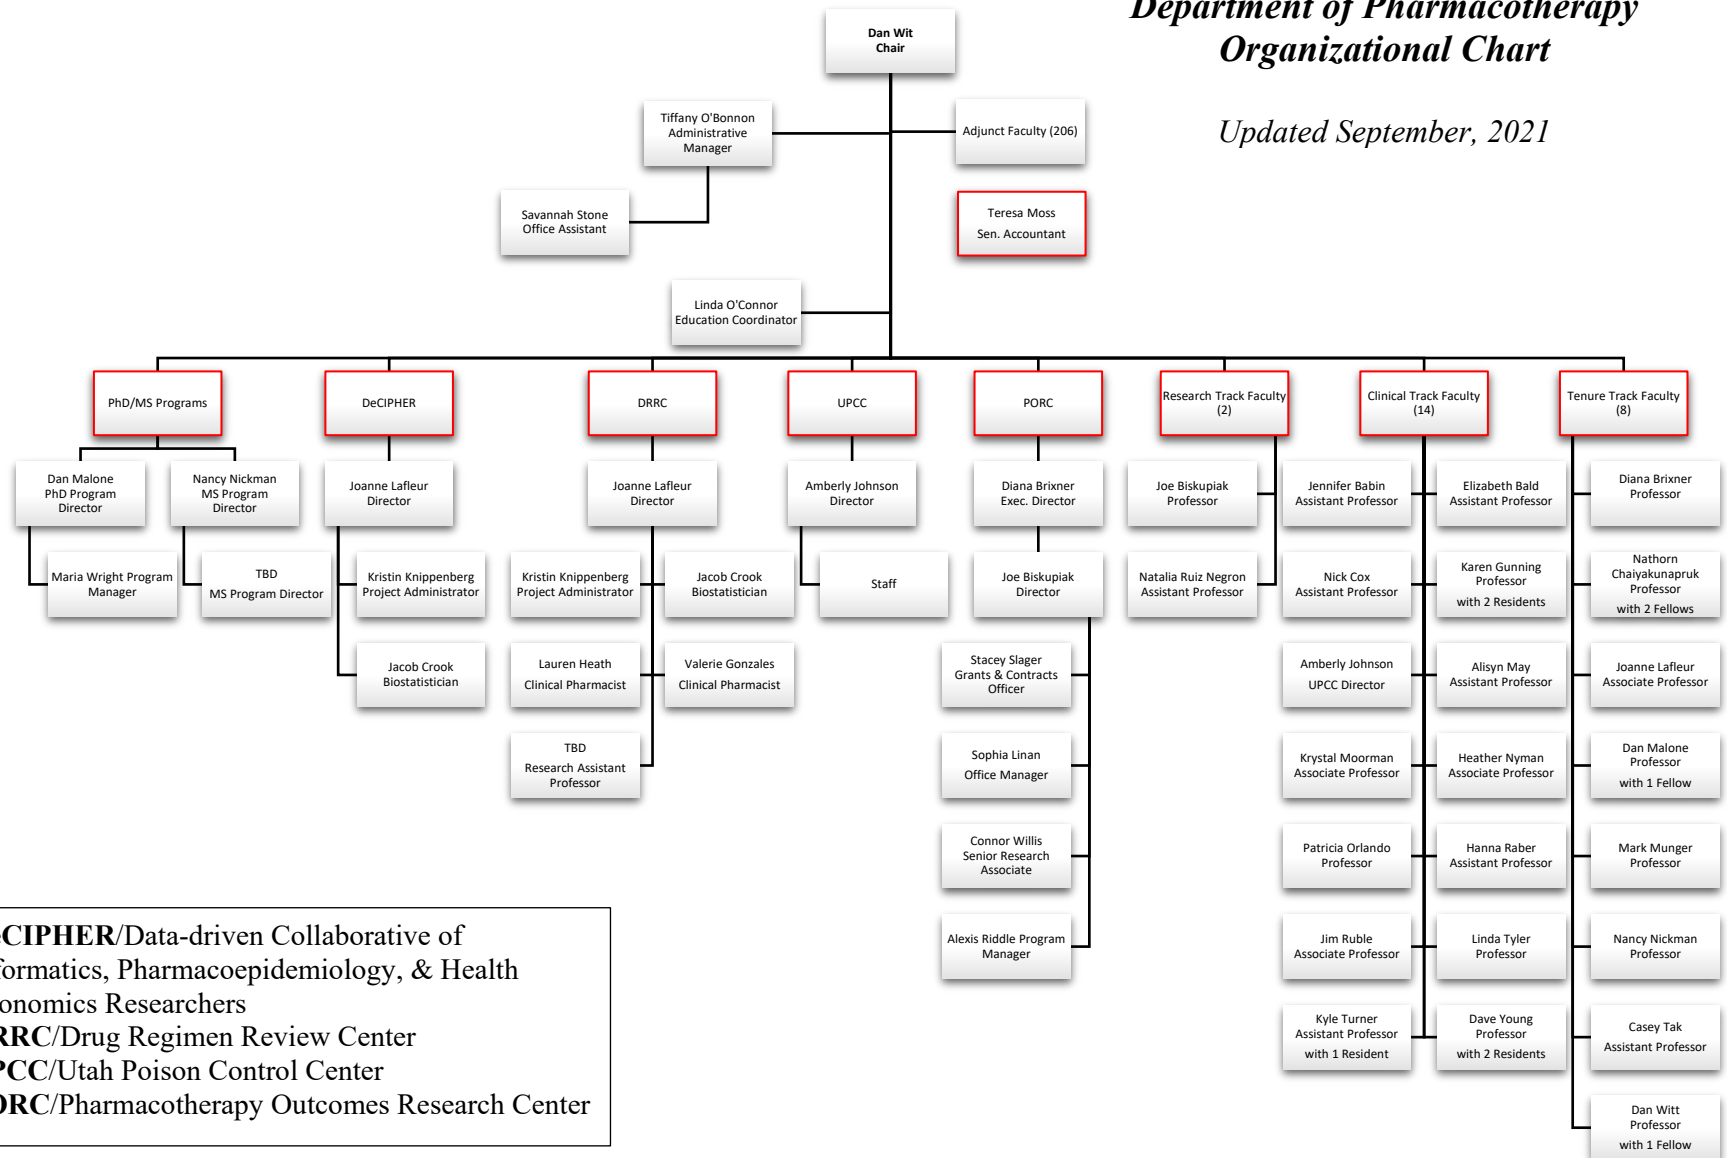 Department of Pharmacotherapy
Organizational Chart
Updated September, 2021
Dan Wit
Chair
Tiffany O'Bonnon
Administrative
Manager
Adjunct Faculty (206)
Savannah Stone
Office Assistant
Teresa Moss
Sen. Accountant
Linda O'Connor
Education Coordinator
PhD/MS Programs
DeCIPHER
DRRC
UPCC
PORC
Research Track Faculty
(2)
Clinical Track Faculty
(14)
Tenure Track Faculty
(8)
Dan Malone
PhD Program
Director
Nancy Nickman
MS Program
Director
Joanne Lafleur
Director
Joanne Lafleur
Director
Amberly Johnson
Director
Diana Brixner
Exec. Director
Joe Biskupiak
Professor
Jennifer Babin
Assistant Professor
Elizabeth Bald
Assistant Professor
Diana Brixner
Professor
Maria Wright Program
Manager
TBD
MS Program Director
Kristin Knippenberg
Project Administrator
Kristin Knippenberg
Project Administrator
Jacob Crook
Biostatistician
Staff
Joe Biskupiak
Director
Natalia Ruiz Negron
Assistant Professor
Nick Cox
Assistant Professor
Karen Gunning
Professor
with 2 Residents
Nathorn
Chaiyakunapruk
Professor
with 2 Fellows
Jacob Crook
Biostatistician
Lauren Heath
Clinical Pharmacist
Valerie Gonzales
Clinical Pharmacist
Stacey Slager
Grants & Contracts
Officer
Amberly Johnson
UPCC Director
Alisyn May
Assistant Professor
Joanne Lafleur
Associate Professor
TBD
Research Assistant
Professor
Sophia Linan
Office Manager
Krystal Moorman
Associate Professor
Heather Nyman
Associate Professor
Dan Malone
Professor
with 1 Fellow
Connor Willis
Senior Research
Associate
Patricia Orlando
Professor
Hanna Raber
Assistant Professor
Mark Munger
Professor
Alexis Riddle Program
Manager
Jim Ruble
Associate Professor
Linda Tyler
Professor
Nancy Nickman
Professor
Kyle Turner
Assistant Professor
with 1 Resident
Dave Young
Professor
with 2 Residents
Casey Tak
Assistant Professor
Dan Witt
Professor
with 1 Fellow
CIPHER/Data-driven Collaborative of
formatics, Pharmacoepidemiology, & Health
onomics Researchers
RRC/Drug Regimen Review Center
PCC/Utah Poison Control Center
ORC/Pharmacotherapy Outcomes Research Center